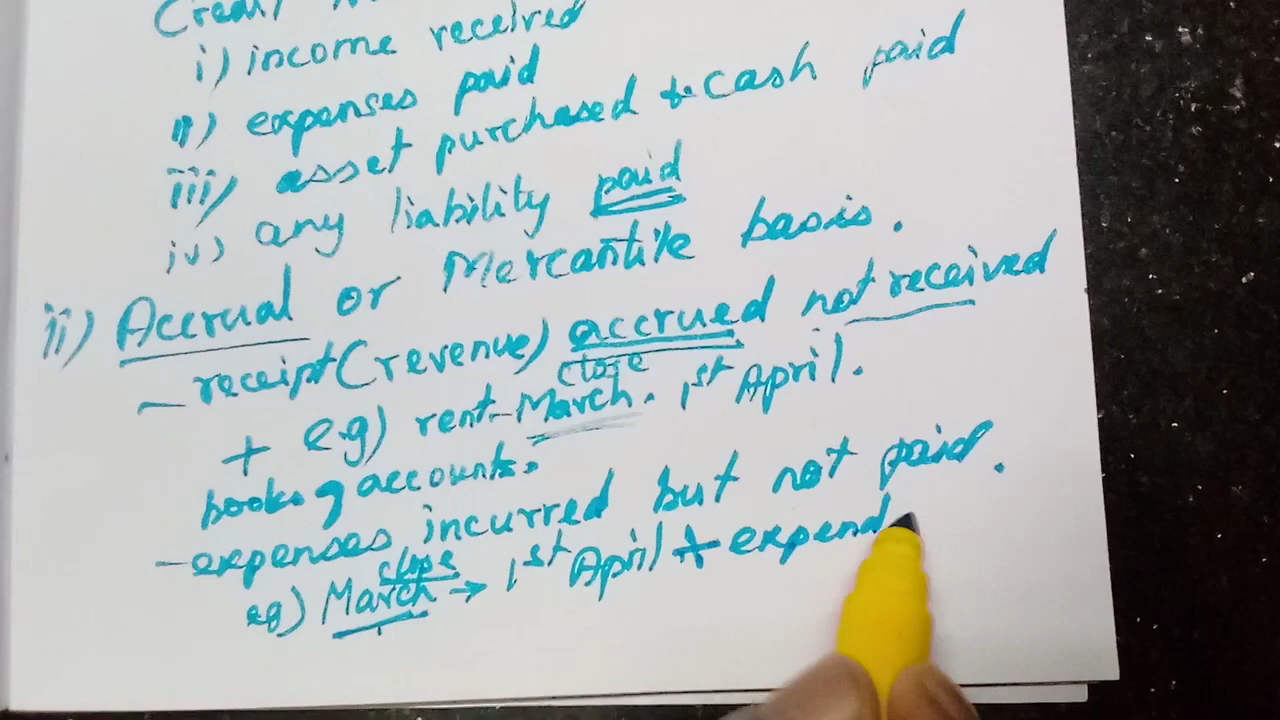 Credit
i) income received
ii) expenses paid
iii) asset purchased & cash paid
iv) any liability paid
ii) Accrual or Mercantile basis.
– receipt (revenue) accrued not received
close
+ eg) rent – March. 1st April.
books of accounts.
– expenses incurred but not paid.
close
eg) March → 1st April + expend